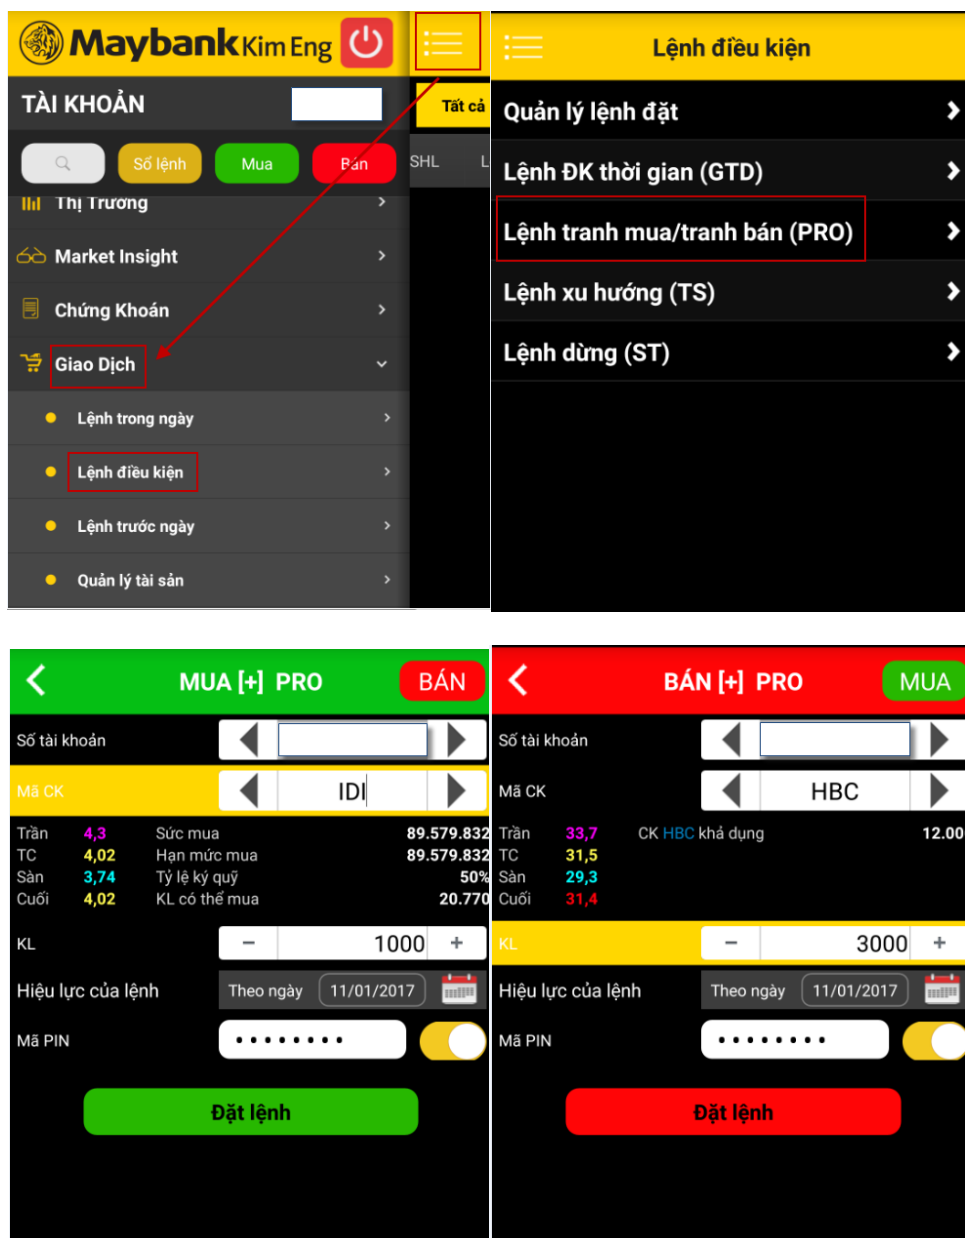 Maybank Kim Eng
TÀI KHOẢN
Tất cả
Sổ lệnh
Mua
Bán
SHL
L
Thị Trường
Market Insight
Chứng Khoán
Giao Dịch
Lệnh trong ngày
Lệnh điều kiện
Lệnh trước ngày
Quản lý tài sản
Lệnh điều kiện
Quản lý lệnh đặt
Lệnh ĐK thời gian (GTD)
Lệnh tranh mua/tranh bán (PRO)
Lệnh xu hướng (TS)
Lệnh dừng (ST)
MUA [+] PRO
BÁN
Số tài khoản
Mã CK
IDI
Trần 4,3 Sức mua 89.579.832
TC 4,02 Hạn mức mua 89.579.832
Sàn 3,74 Tỷ lệ ký quỹ 50%
Cuối 4,02 KL có thể mua 20.770
KL − 1000 +
Hiệu lực của lệnh Theo ngày 11/01/2017
Mã PIN ••••••••
Đặt lệnh
BÁN [+] PRO
MUA
Số tài khoản
Mã CK
HBC
Trần 33,7 CK HBC khả dụng 12.00
TC 31,5
Sàn 29,3
Cuối 31,4
KL − 3000 +
Hiệu lực của lệnh Theo ngày 11/01/2017
Mã PIN ••••••••
Đặt lệnh